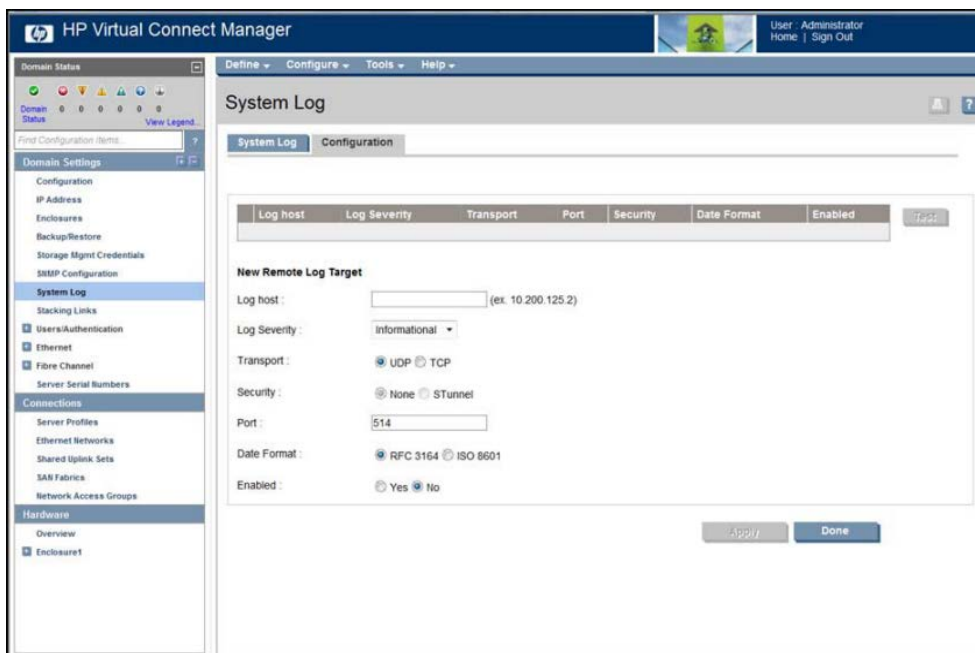 hp HP Virtual Connect Manager
User : Administrator
Home | Sign Out
Domain Status
Define Configure Tools Help
0 0 0 0 0 0
Domain Status
View Legend...
Find Configuration Items...
?
Domain Settings
Configuration
IP Address
Enclosures
Backup/Restore
Storage Mgmt Credentials
SNMP Configuration
System Log
Stacking Links
Users/Authentication
Ethernet
Fibre Channel
Server Serial Numbers
Connections
Server Profiles
Ethernet Networks
Shared Uplink Sets
SAN Fabrics
Network Access Groups
Hardware
Overview
Enclosure1
System Log
?
System Log Configuration
Log host Log Severity Transport Port Security Date Format Enabled
Test
New Remote Log Target
Log host : (ex. 10.200.125.2)
Log Severity : Informational
Transport : UDP TCP
Security : None STunnel
Port : 514
Date Format : RFC 3164 ISO 8601
Enabled : Yes No
Apply Done